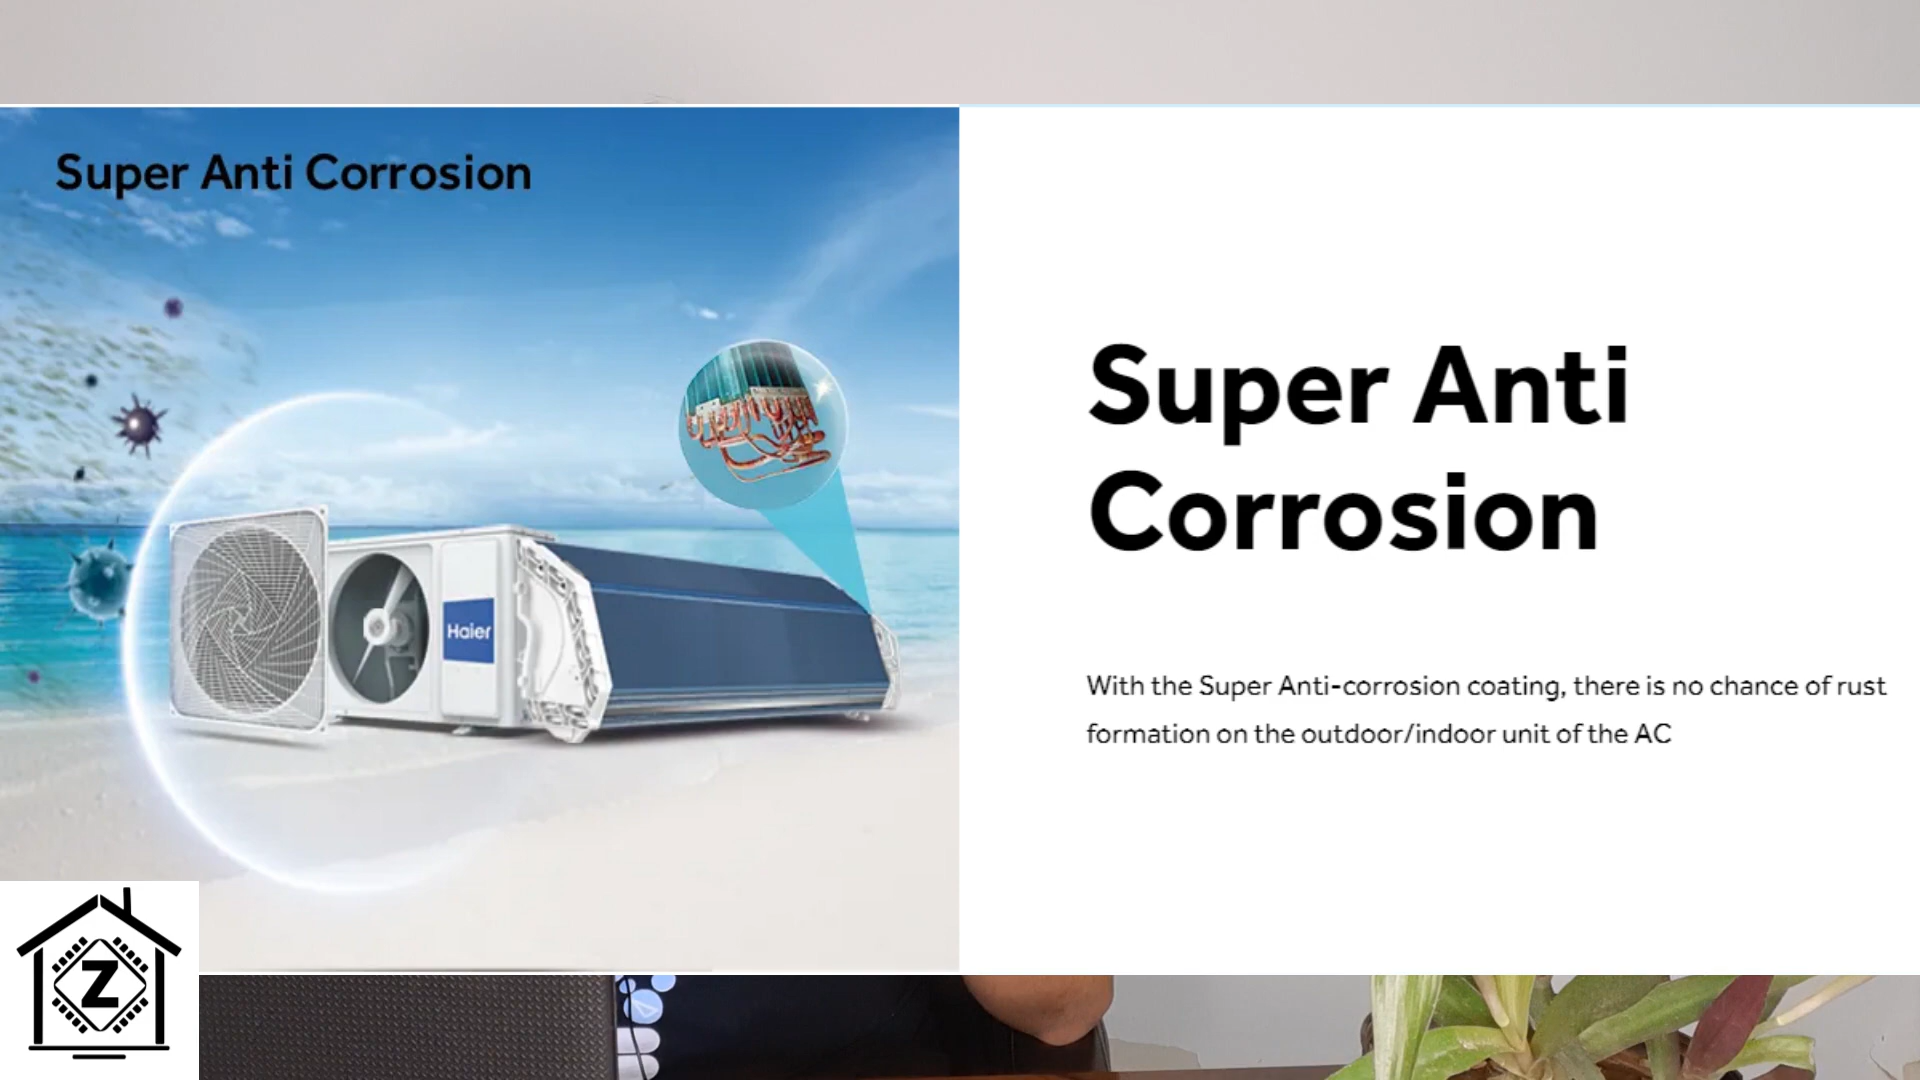 Super Anti Corrosion
Haier
Super Anti
Corrosion
With the Super Anti-corrosion coating, there is no chance of rust
formation on the outdoor/indoor unit of the AC
Z